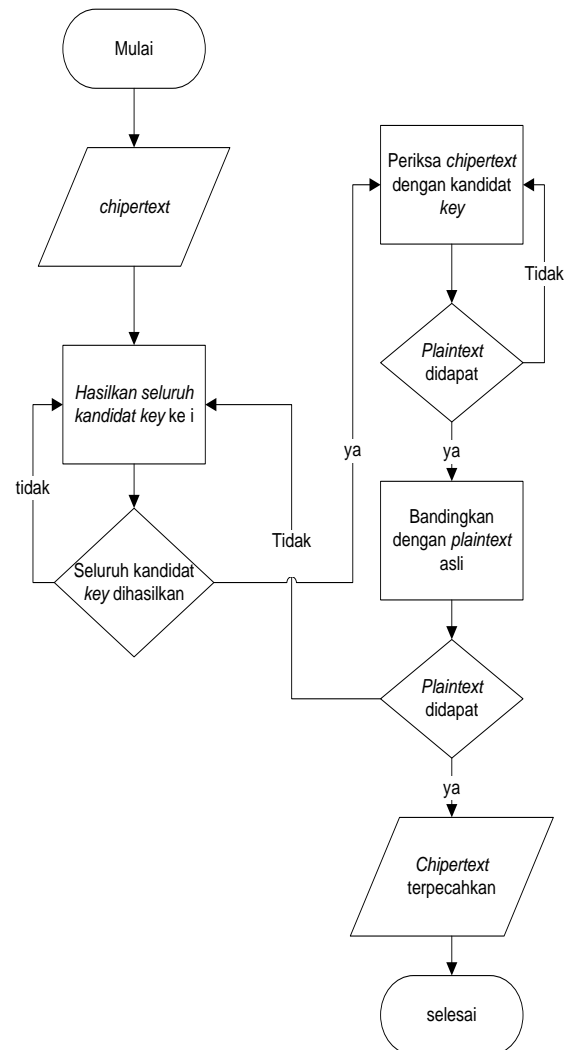 Mulai
chipertext
Hasilkan seluruh
kandidat key ke i
tidak
Seluruh kandidat
key dihasilkan
Tidak
ya
Periksa chipertext
dengan kandidat
key
Tidak
Plaintext
didapat
ya
Bandingkan
dengan plaintext
asli
Plaintext
didapat
ya
Chipertext
terpecahkan
selesai